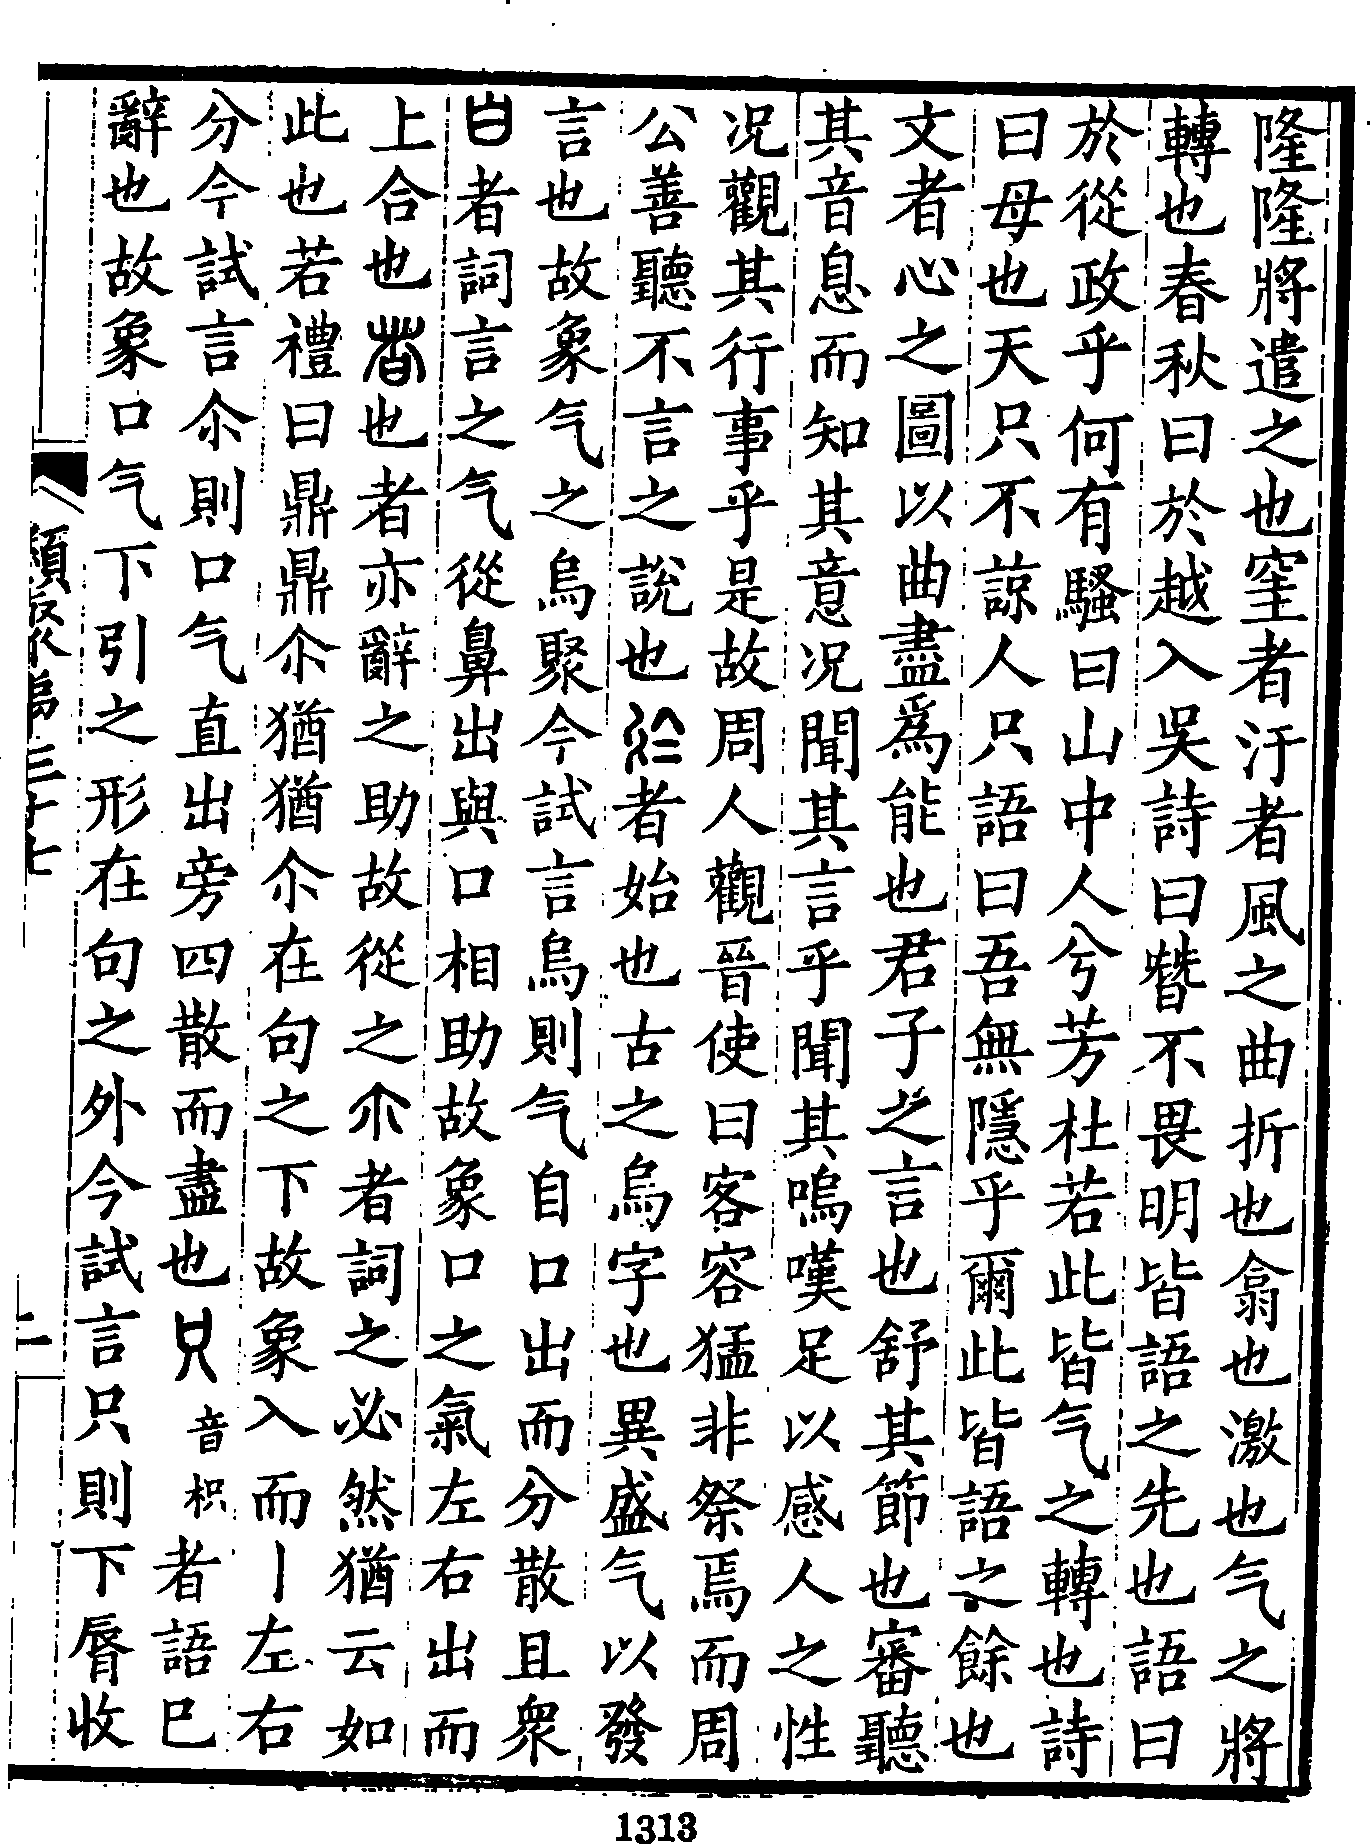 隆隆將遣之也窐者汙者風之曲折也翕也激也气之將
轉也春秋曰於越入吳詩曰朁不畏明皆語之先也語曰
於從政乎何有騷曰山中人兮芳杜若此皆气之轉也詩
曰母也天只不諒人只語曰吾無隱乎爾此皆語之餘也
文者心之圖以曲盡爲能也君子之言也舒其節也審聽
其音息而知其意况聞其言乎聞其嗚嘆足以感人之性
况觀其行事乎是故周人觀晉使曰客容猛非祭焉而周
公善聽不言之說也者始也古之烏字也異盛气以發
言也故象气之烏聚今試言烏則气自口出而分散且衆
白者詞言之气從鼻出與口相助故象口之氣左右出而
上合也者也者亦辭之助故從之尒者詞之必然猶云如
此也若禮曰鼎鼎尒猶猶尒在句之下故象入而丨左右
分今試言尒則口气直出旁四散而盡也只音枳者語巳
辭也故象口气下引之形在句之外今試言只則下脣收
類聚第三十七
二
1313